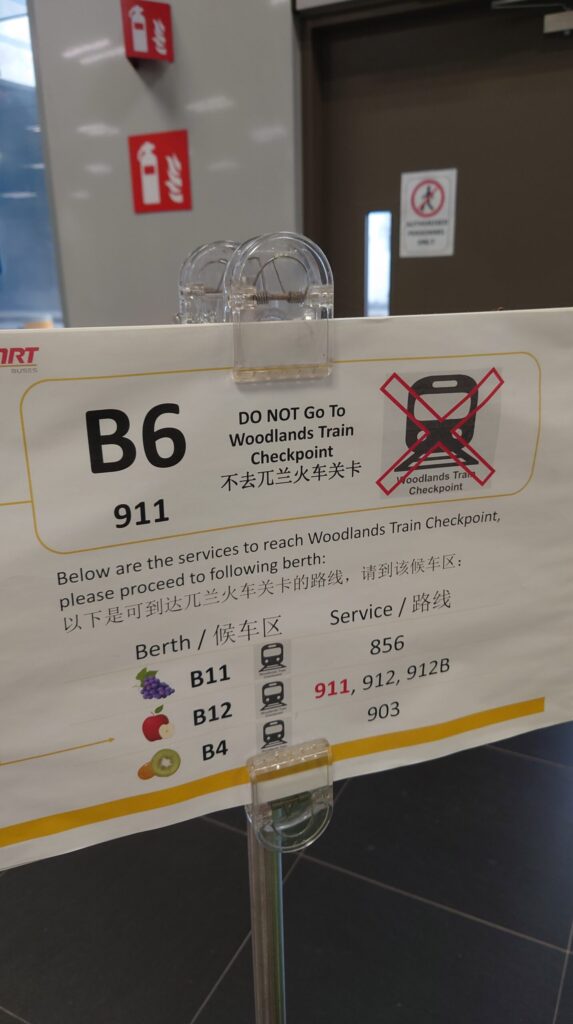 BUSES
B6
911
DO NOT Go To
Woodlands Train
Checkpoint
不去兀兰火车关卡
Woodlands Train
Checkpoint
Below are the services to reach Woodlands Train Checkpoint,
please proceed to following berth:
以下是可到达兀兰火车关卡的路线，请到该候车区：
Berth / 候车区 Service / 路线
B11 856
B12 911, 912, 912B
B4 903
AUTHORISED
PERSONNEL
ONLY